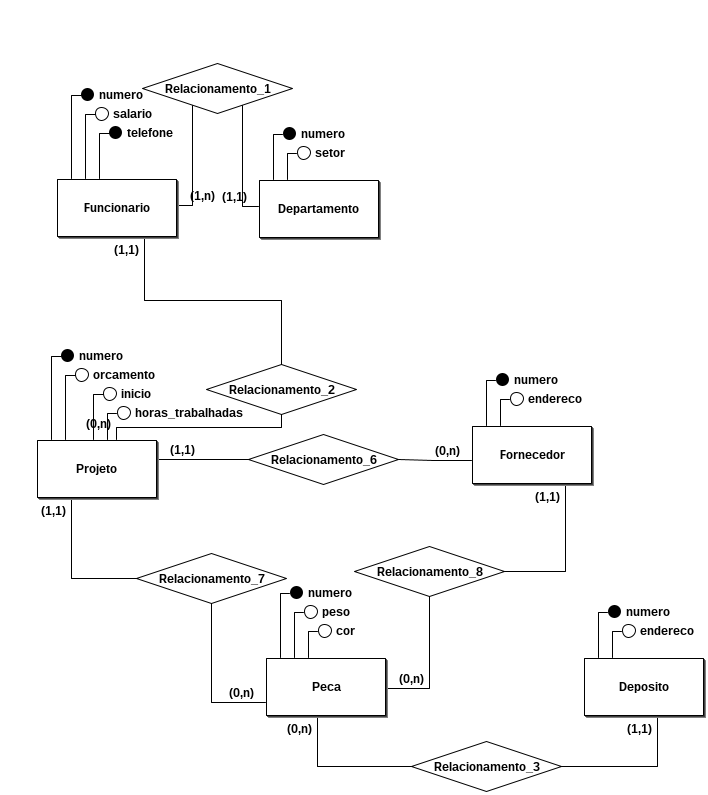 Relacionamento_1
numero
salario
telefone
numero
setor
(1,n)
(1,1)
Funcionario
Departamento
(1,1)
numero
orcamento
inicio
horas_trabalhadas
(0,n)
Relacionamento_2
numero
endereco
Projeto
(1,1)
Relacionamento_6
(0,n)
Fornecedor
(1,1)
(1,1)
Relacionamento_7
Relacionamento_8
numero
peso
cor
numero
endereco
(0,n)
Peca
(0,n)
Deposito
(0,n)
(1,1)
Relacionamento_3